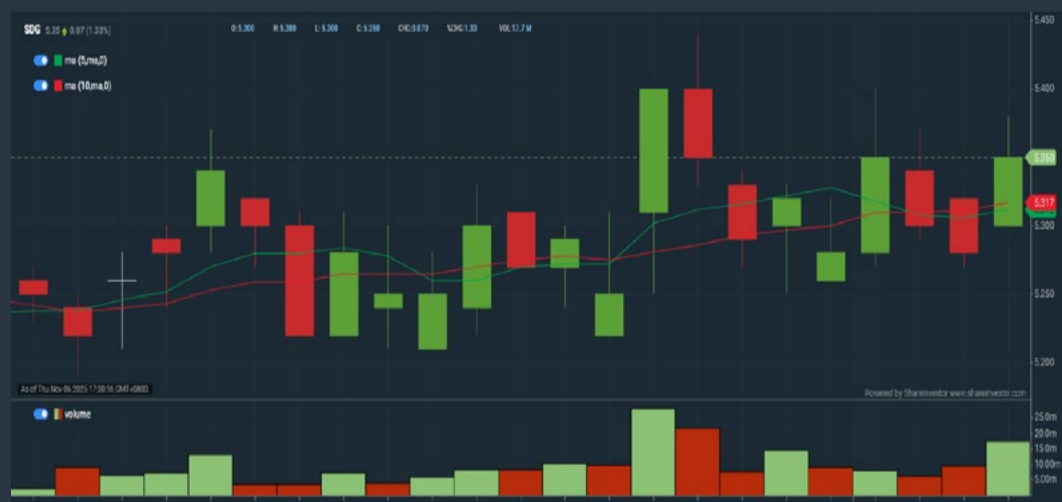 SDG 5.35 0.07 (1.33%) O: 5.300 H: 5.380 L: 5.300 C: 5.350 CHG:0.070 %CHG:1.33 VOL:17.7 M
ma (5,ma,0)
ma (10,ma,0)
5.450
5.400
5.350
5.317
5.300
5.250
5.200
As of Thu Nov 06 2025 17:30:16 GMT+0800
Powered by ShareInvestor www.shareinvestor.com
volume
25.0m
20.0m
15.0m
10.00m
5.00m